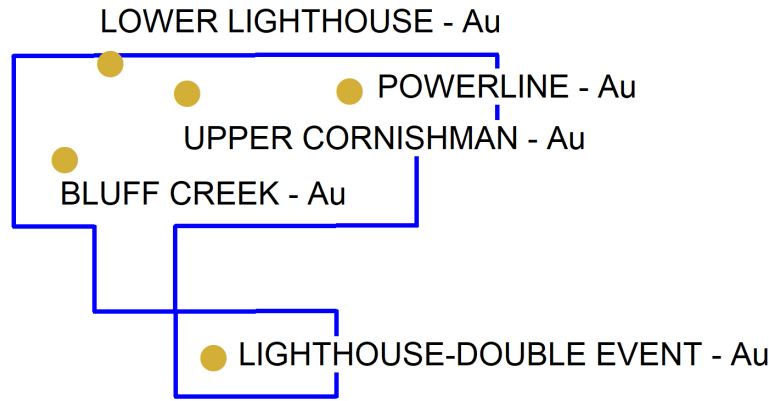 LOWER LIGHTHOUSE - Au
POWERLINE - Au
UPPER CORNISHMAN - Au
BLUFF CREEK - Au
LIGHTHOUSE-DOUBLE EVENT - Au